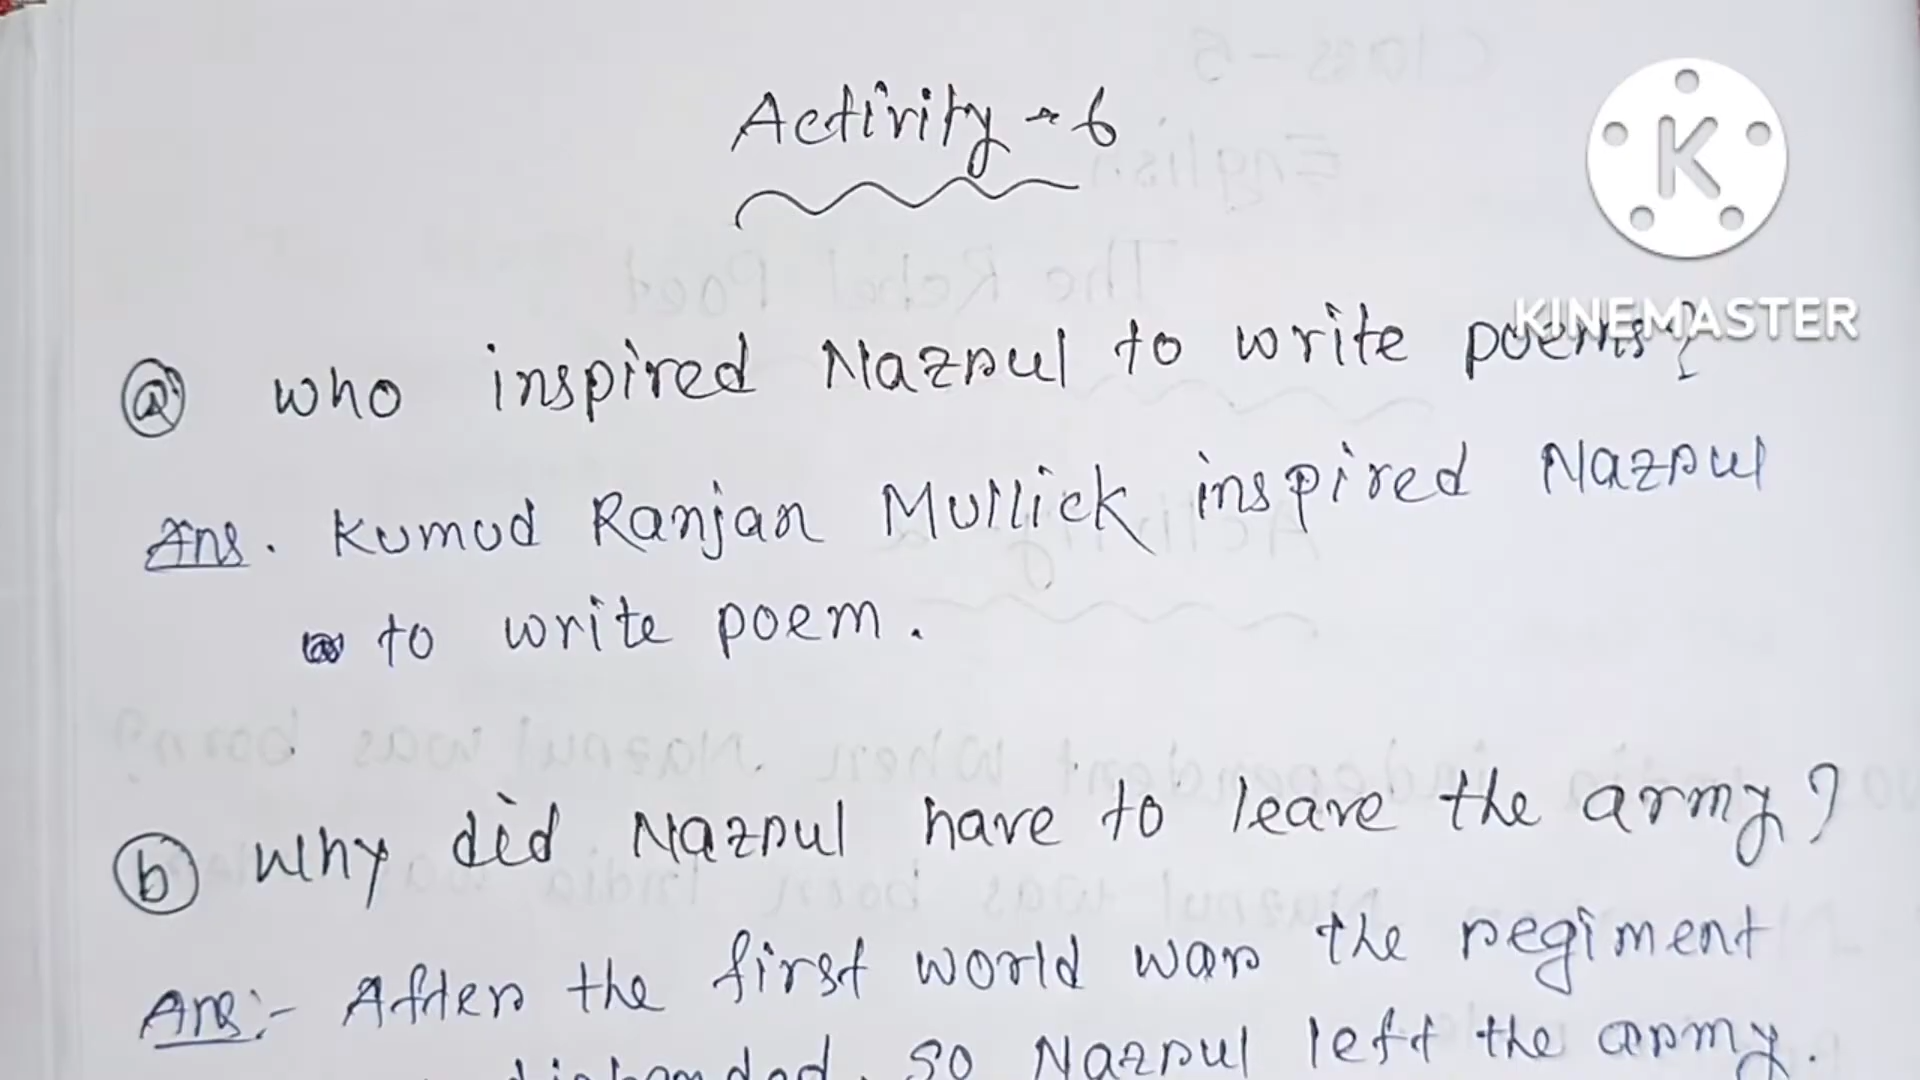 Activity - 6
K
KINEMASTER
(a) who inspired Nazrul to write poems?
Ans. Kumud Ranjan Mullick inspired Nazrul
to write poem.
(b) Why did Nazrul have to leave the army?
Ans:- After the first world war the regiment
disbanded. so Nazrul left the army.